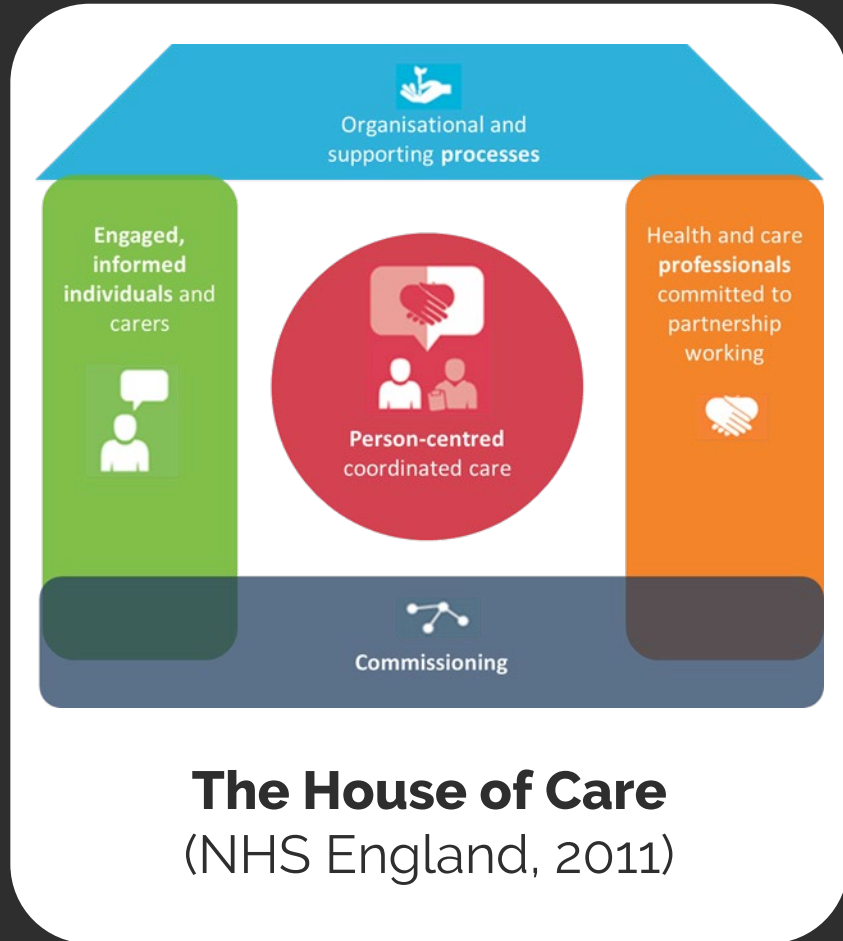 Organisational and
supporting processes
Engaged,
informed
individuals and
carers
Person-centred
coordinated care
Health and care
professionals
committed to
partnership
working
Commissioning
The House of Care
(NHS England, 2011)